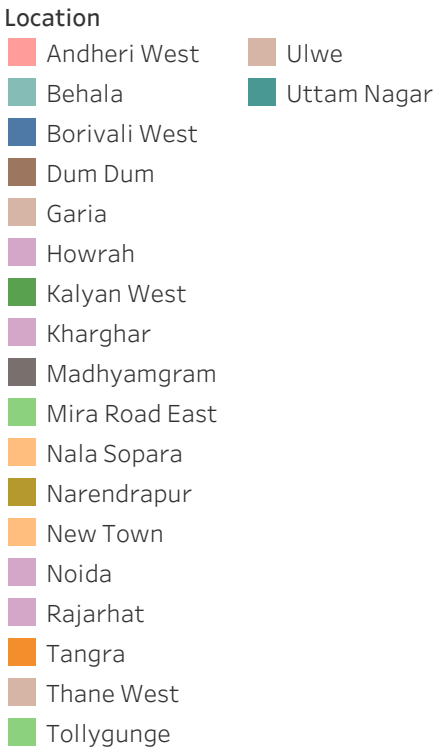 Location
Andheri West
Behala
Borivali West
Dum Dum
Garia
Howrah
Kalyan West
Kharghar
Madhyamgram
Mira Road East
Nala Sopara
Narendrapur
New Town
Noida
Rajarhat
Tangra
Thane West
Tollygunge
Ulwe
Uttam Nagar